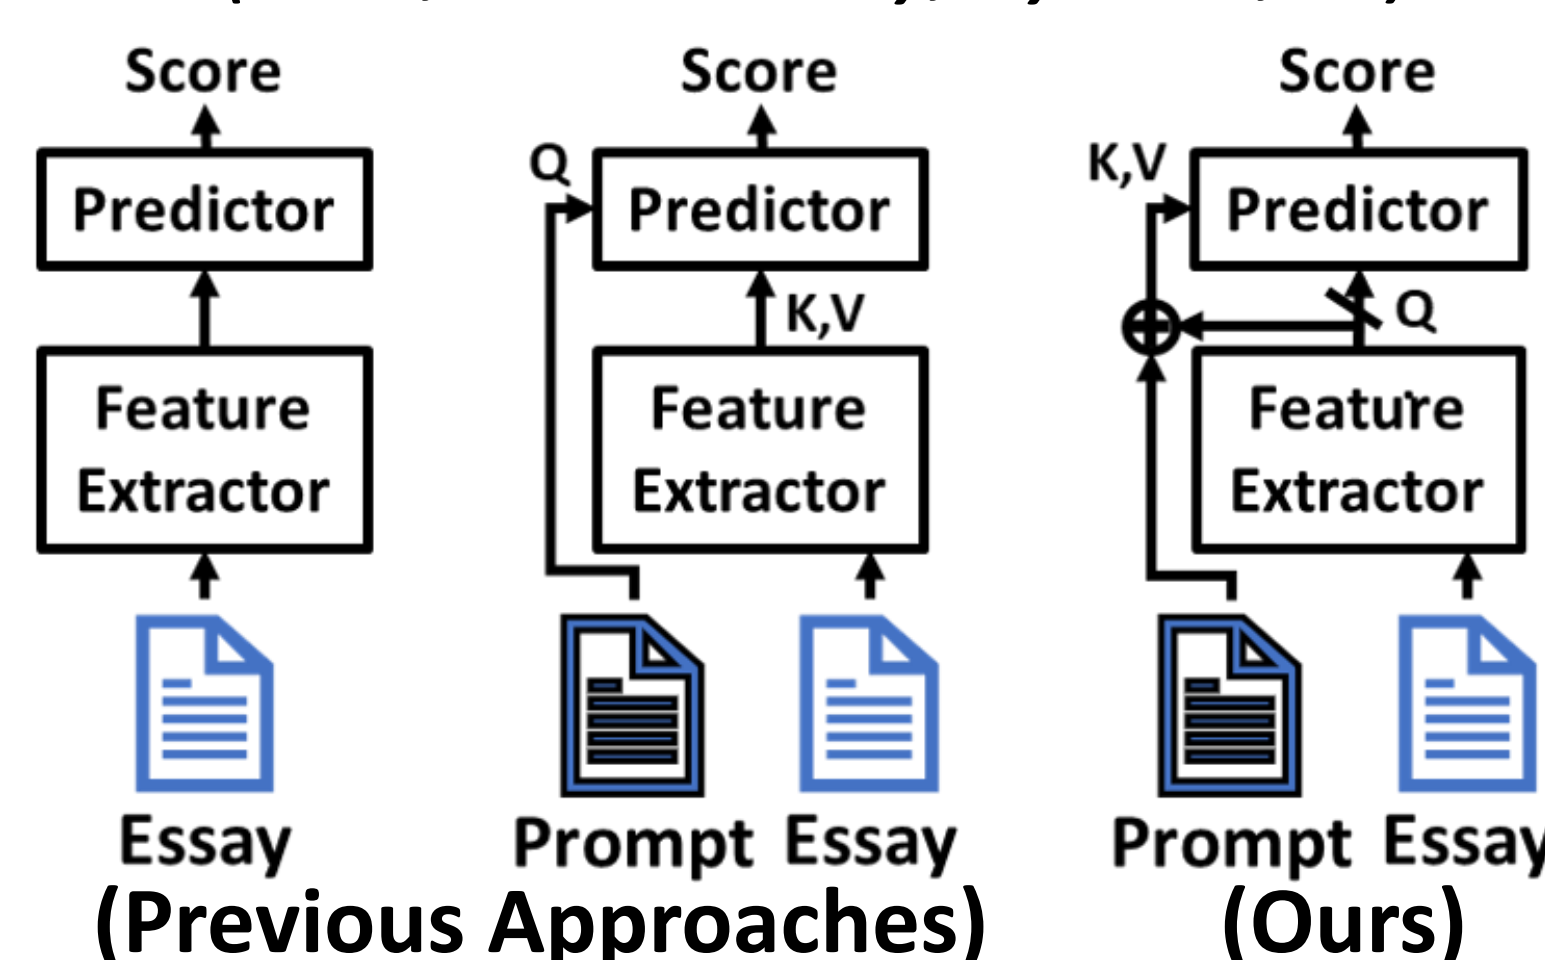 Score Score Score
Q K,V
Predictor Predictor Predictor
K,V Q
Feature Feature Feature
Extractor Extractor Extractor
Essay Prompt Essay Prompt Essay
(Previous Approaches) (Ours)